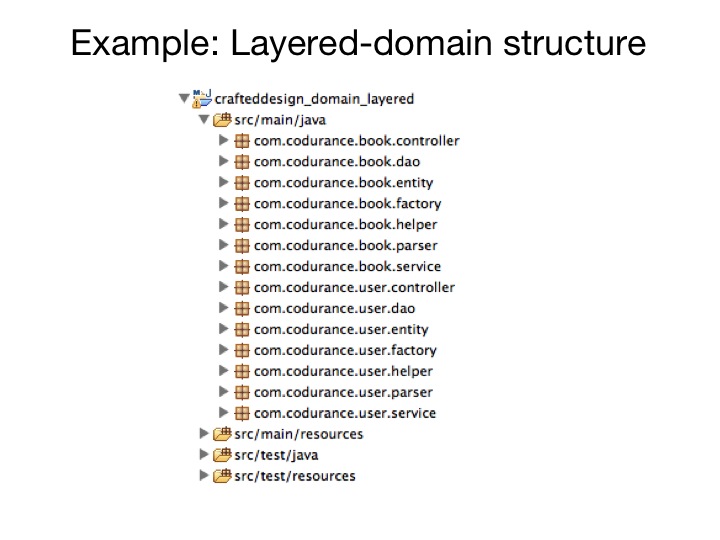 Example: Layered-domain structure
crafteddesign_domain_layered
src/main/java
com.codurance.book.controller
com.codurance.book.dao
com.codurance.book.entity
com.codurance.book.factory
com.codurance.book.helper
com.codurance.book.parser
com.codurance.book.service
com.codurance.user.controller
com.codurance.user.dao
com.codurance.user.entity
com.codurance.user.factory
com.codurance.user.helper
com.codurance.user.parser
com.codurance.user.service
src/main/resources
src/test/java
src/test/resources